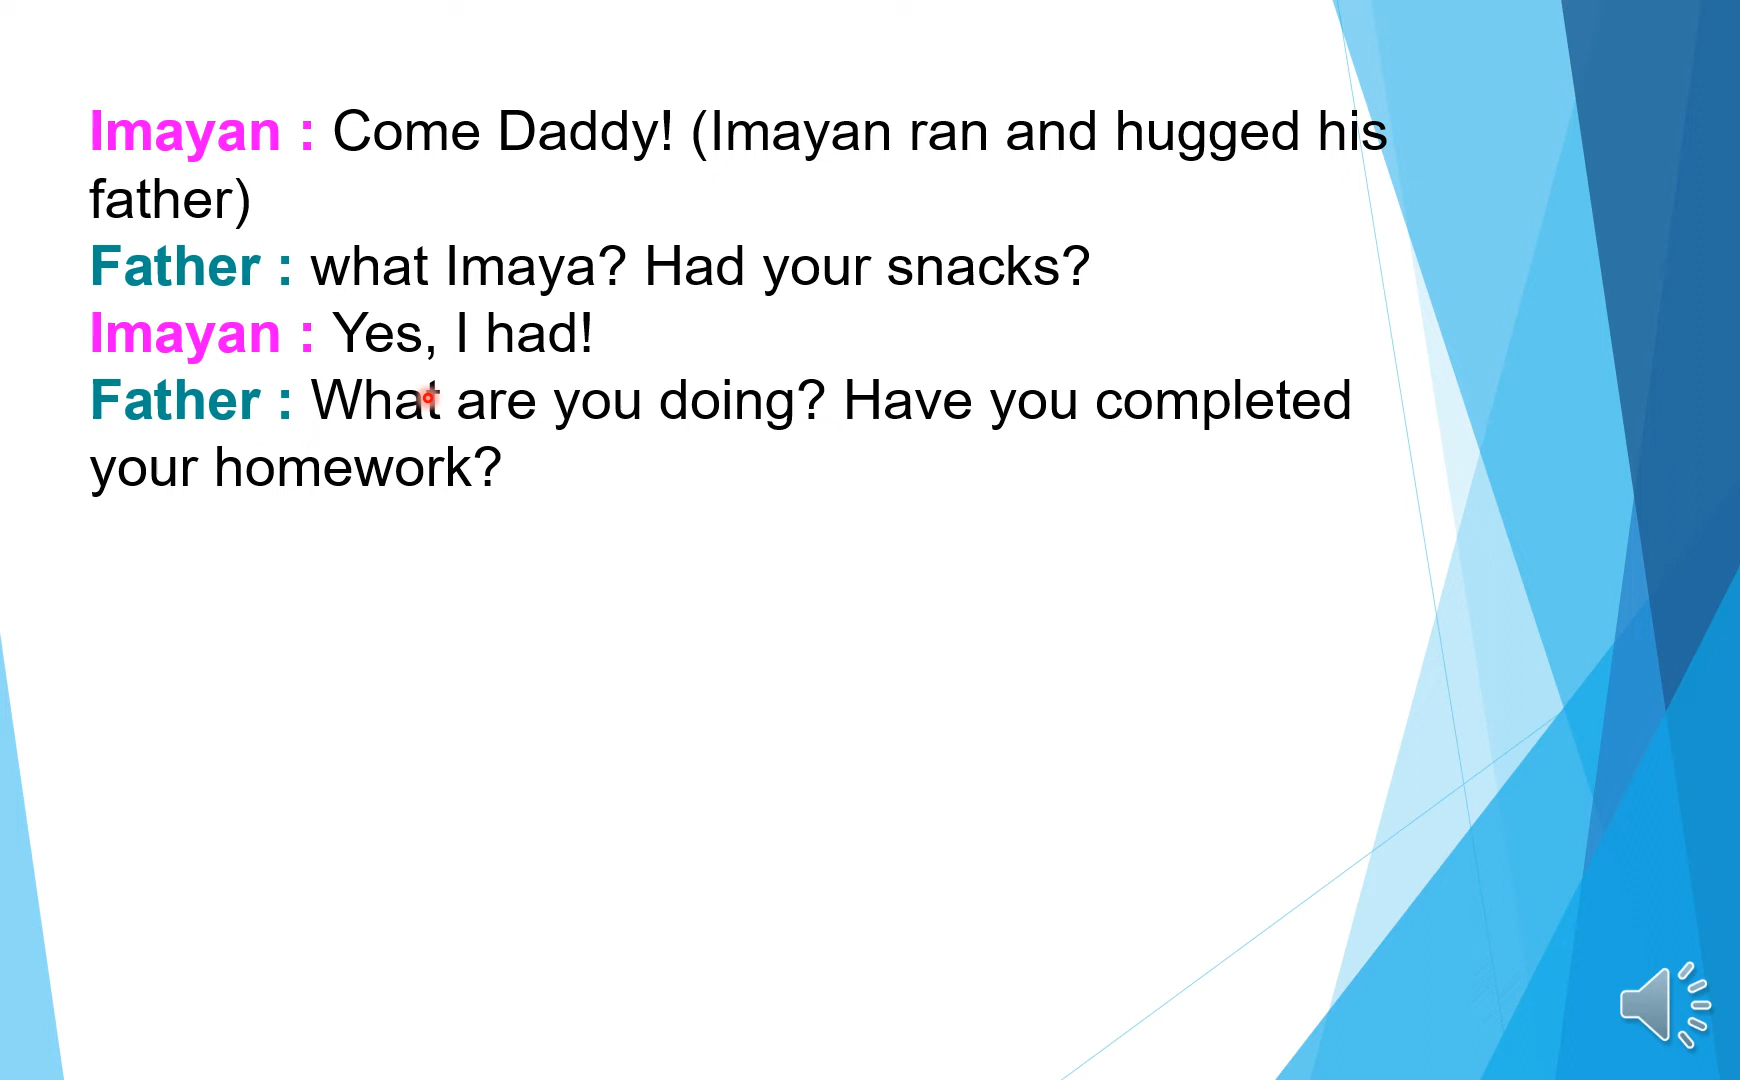 Imayan : Come Daddy! (Imayan ran and hugged his
father)
Father : what Imaya? Had your snacks?
Imayan : Yes, I had!
Father : What are you doing? Have you completed
your homework?